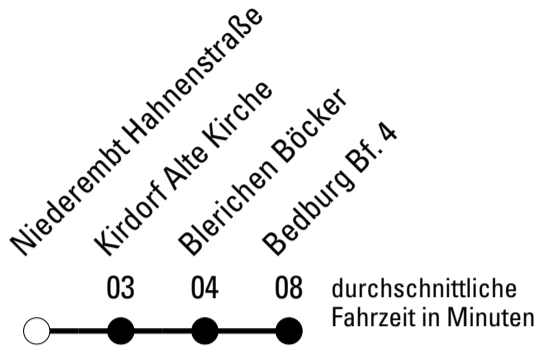 Niederembt Hahnenstraße
Kirdorf Alte Kirche
Blerichen Böcker
Bedburg Bf. 4
03 04 08
durchschnittliche
Fahrzeit in Minuten